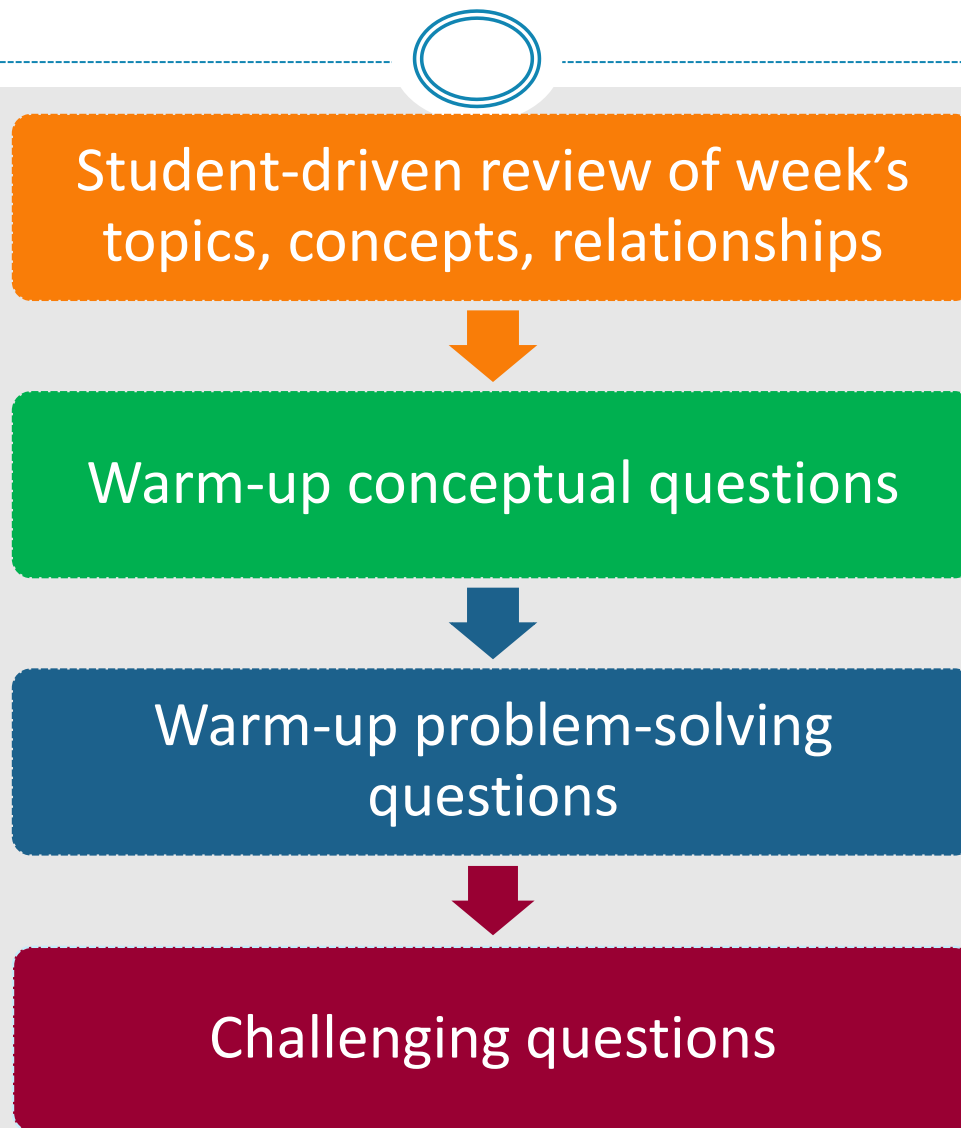 Student-driven review of week’s
topics, concepts, relationships
Warm-up conceptual questions
Warm-up problem-solving
questions
Challenging questions